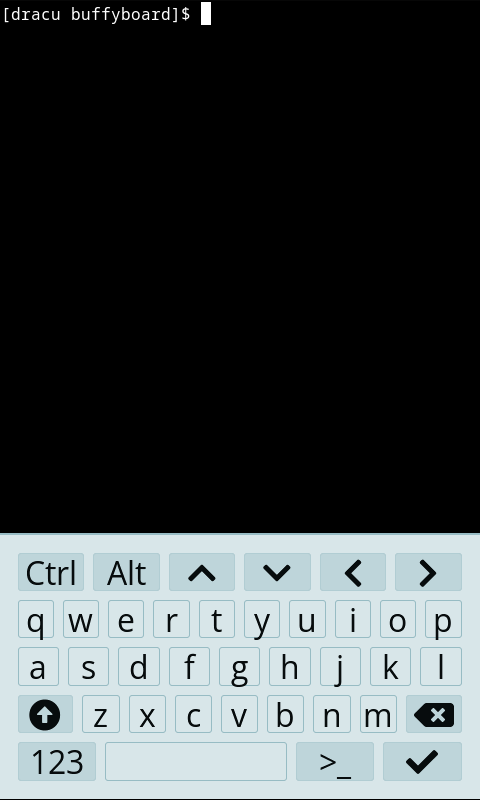 [dracu buffyboard]$
Ctrl Alt
q w e r t y u i o p
a s d f g h j k l
z x c v b n m
123 >_